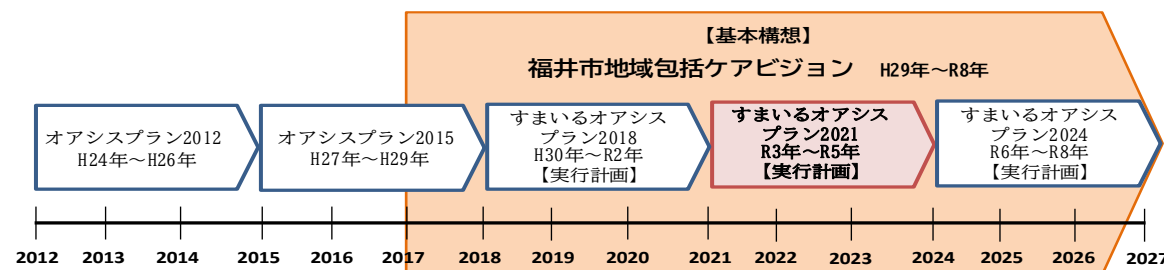 【基本構想】
福井市地域包括ケアビジョン H29年～R8年
オアシスプラン2012
H24年～H26年
オアシスプラン2015
H27年～H29年
すまいるオアシス
プラン2018
H30年～R2年
【実行計画】
すまいるオアシス
プラン2021
R3年～R5年
【実行計画】
すまいるオアシス
プラン2024
R6年～R8年
【実行計画】
2012 2013 2014 2015 2016 2017 2018 2019 2020 2021 2022 2023 2024 2025 2026 2027